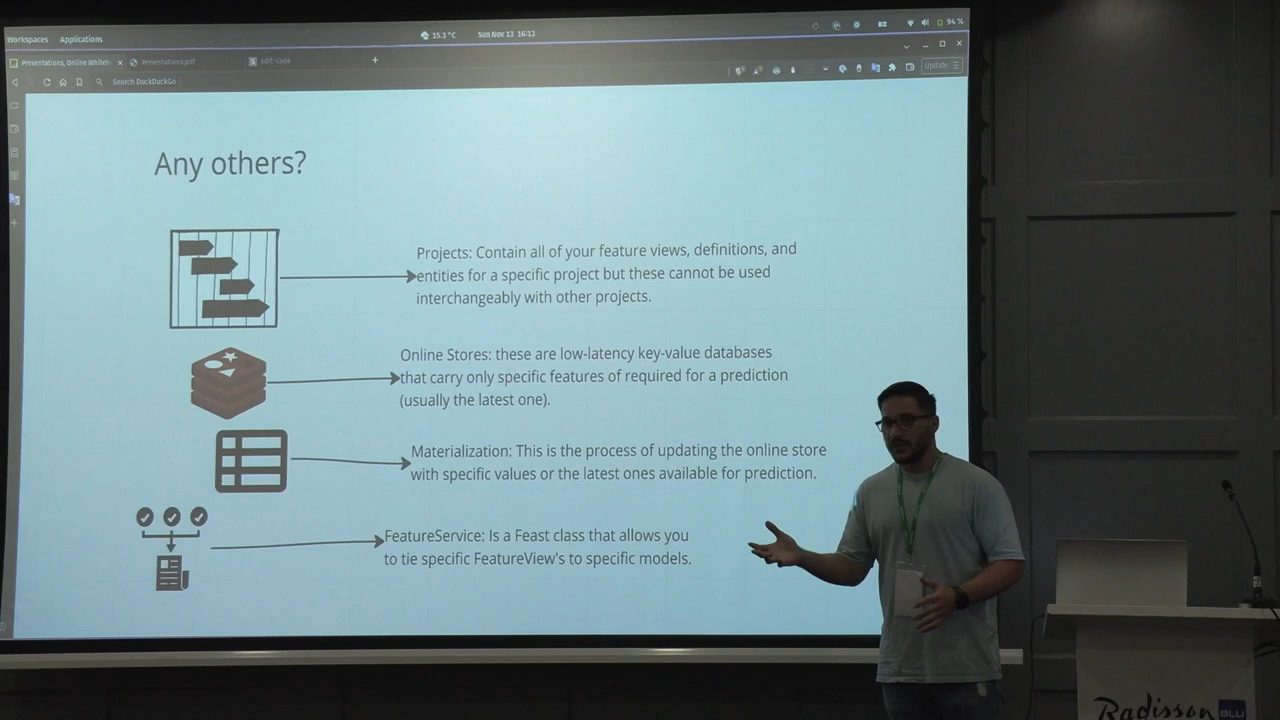 Workspaces Applications
15.3 °C Sun Nov 13 16:13
94 %
Presentations, Online Whiteb
Presentations.pdf
Edit: Code
Search DuckDuckGo
Update
Any others?
Projects: Contain all of your feature views, definitions, and
entities for a specific project but these cannot be used
interchangeably with other projects.
Online Stores: these are low-latency key-value databases
that carry only specific features of required for a prediction
(usually the latest one).
Materialization: This is the process of updating the online store
with specific values or the latest ones available for prediction.
FeatureService: Is a Feast class that allows you
to tie specific FeatureView's to specific models.
Radisson BLU